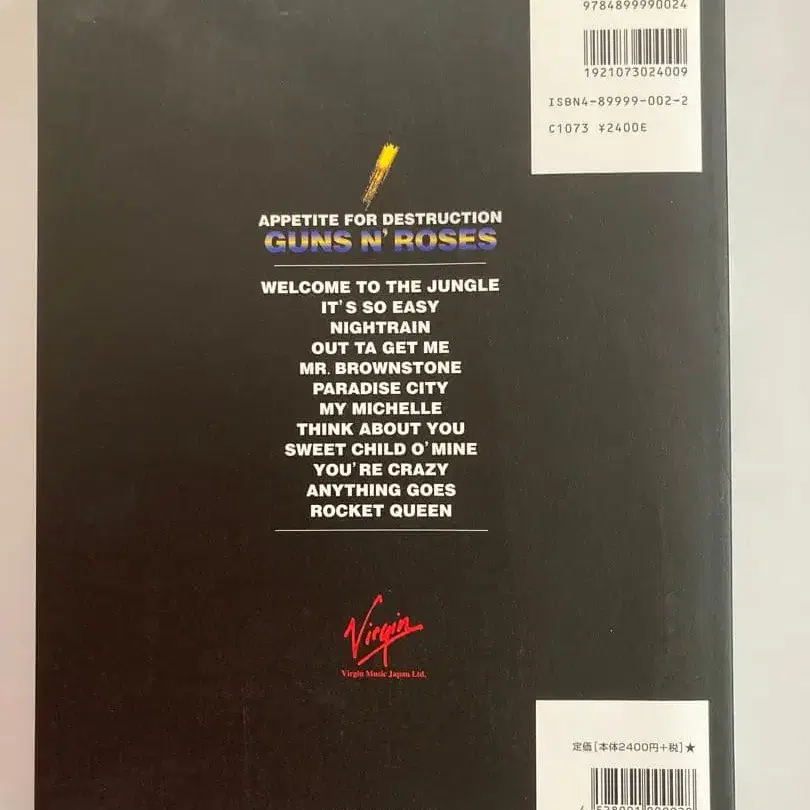 9784899990024
1921073024009
ISBN4-89999-002-2
C1073 ¥2400E
APPETITE FOR DESTRUCTION
GUNS N' ROSES
WELCOME TO THE JUNGLE
IT'S SO EASY
NIGHTRAIN
OUT TA GET ME
MR. BROWNSTONE
PARADISE CITY
MY MICHELLE
THINK ABOUT YOU
SWEET CHILD O' MINE
YOU'RE CRAZY
ANYTHING GOES
ROCKET QUEEN
Virgin
Virgin Music Japan Ltd.
定価[本体2400円+税]★